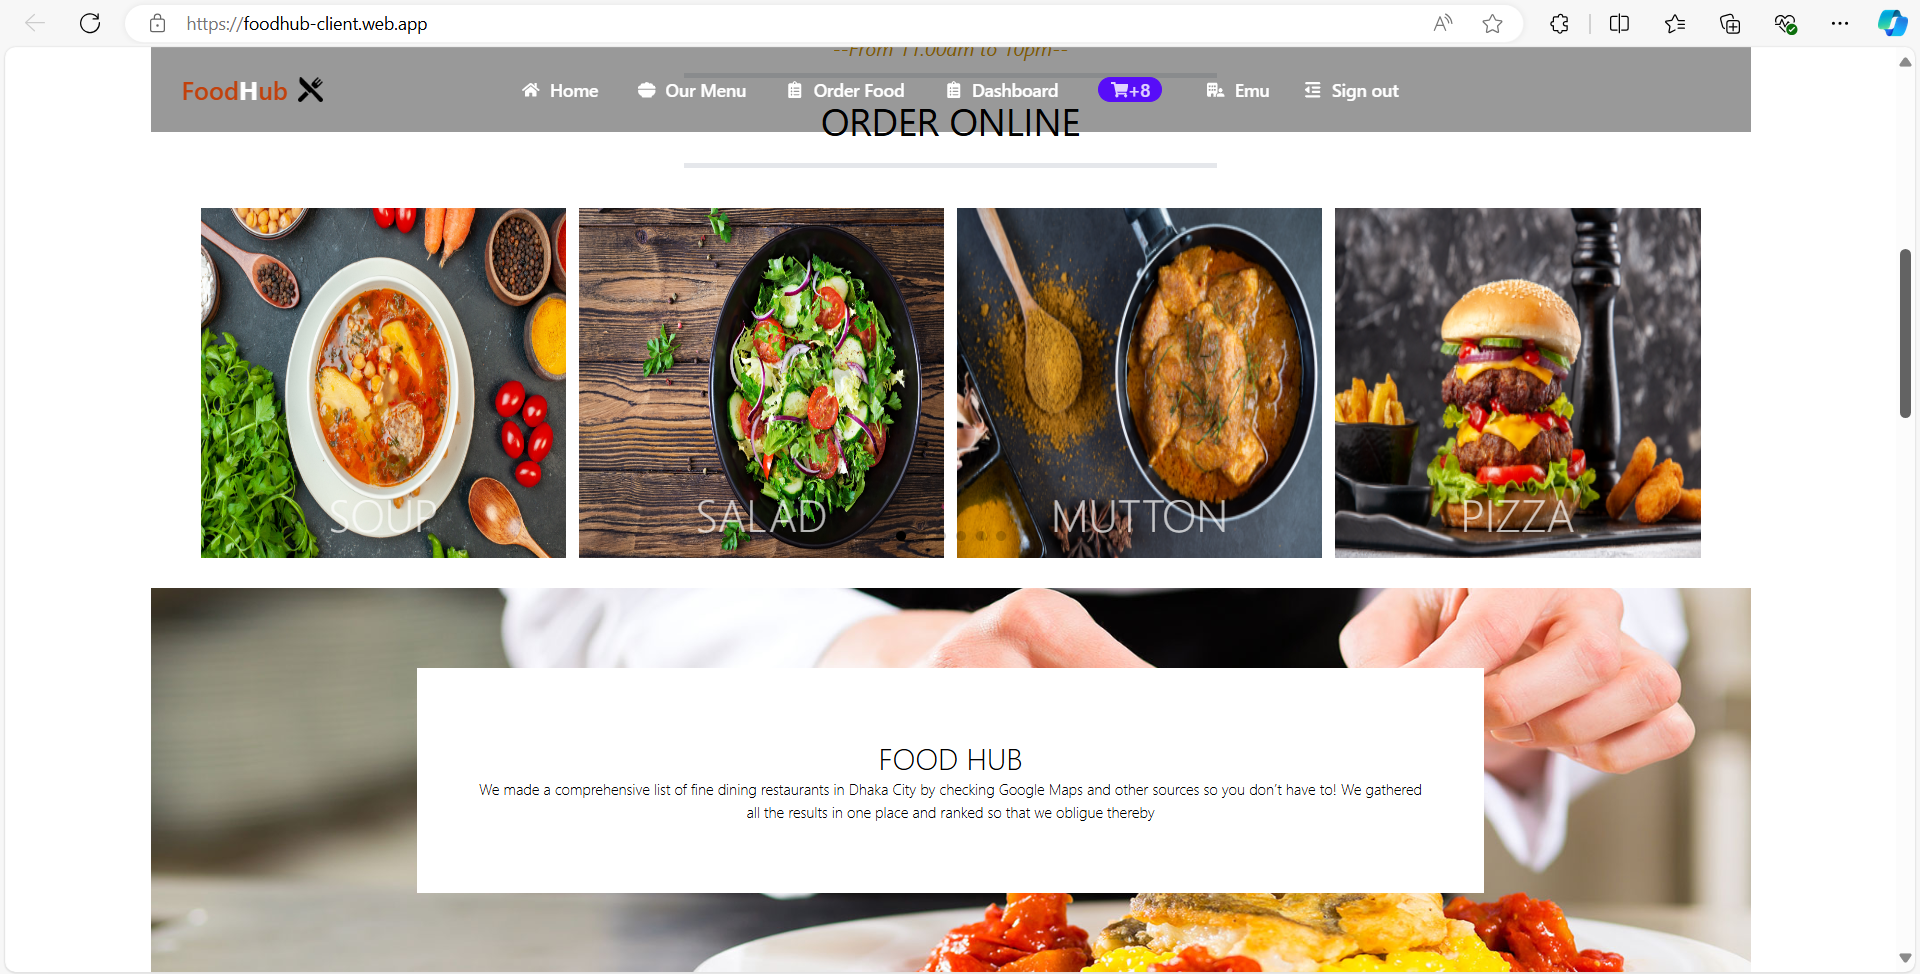 https://foodhub-client.web.app
--From 11.00am to 10pm--
FoodHub
Home
Our Menu
Order Food
Dashboard
+8
Emu
Sign out
ORDER ONLINE
SOUP
SALAD
MUTTON
PIZZA
FOOD HUB
We made a comprehensive list of fine dining restaurants in Dhaka City by checking Google Maps and other sources so you don't have to! We gathered
all the results in one place and ranked so that we obligue thereby